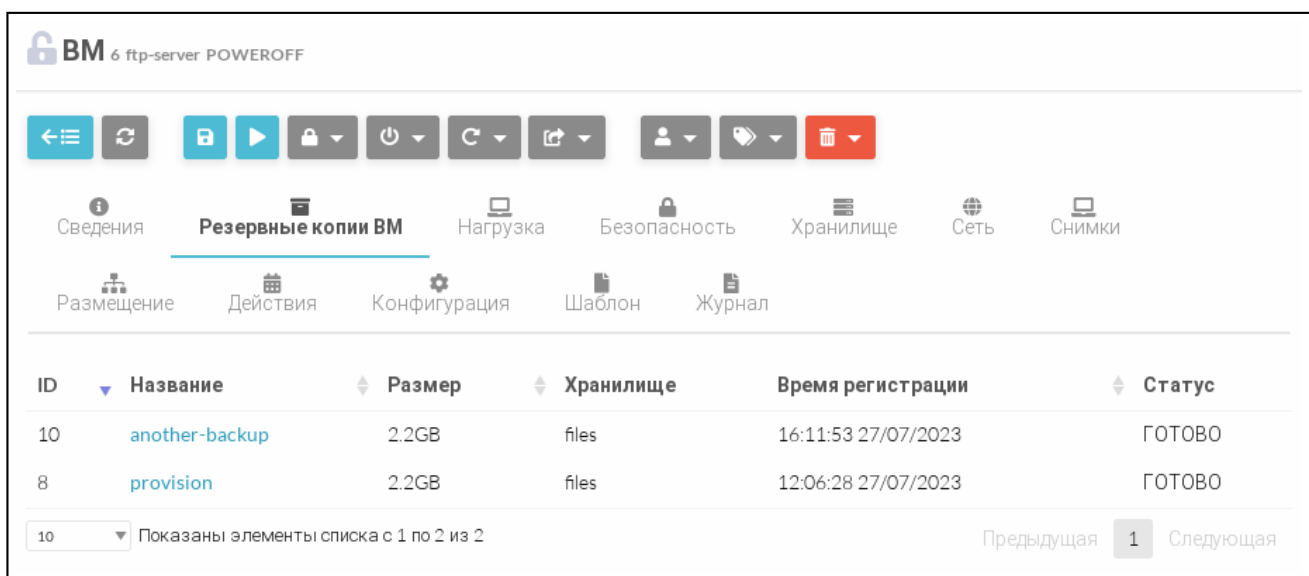 ВМ 6 ftp-server POWEROFF
Сведения Резервные копии ВМ Нагрузка Безопасность Хранилище Сеть Снимки
Размещение Действия Конфигурация Шаблон Журнал
ID Название Размер Хранилище Время регистрации Статус
10 another-backup 2.2GB files 16:11:53 27/07/2023 ГОТОВО
8 provision 2.2GB files 12:06:28 27/07/2023 ГОТОВО
10 Показаны элементы списка с 1 по 2 из 2 Предыдущая 1 Следующая